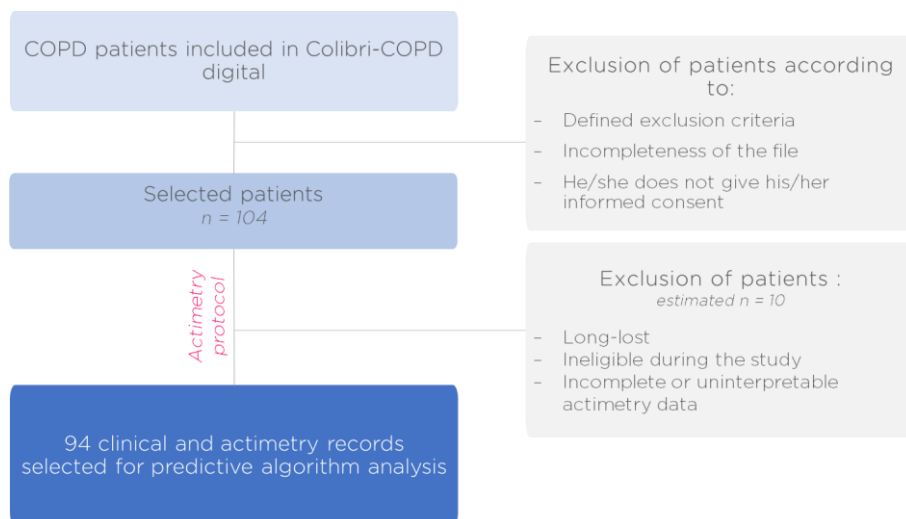 COPD patients included in Colibri-COPD
digital
Exclusion of patients according
to:
- Defined exclusion criteria
- Incompleteness of the file
- He/she does not give his/her
informed consent
Selected patients
n = 104
Actimetry
protocol
Exclusion of patients :
estimated n = 10
- Long-lost
- Ineligible during the study
- Incomplete or uninterpretable
actimetry data
94 clinical and actimetry records
selected for predictive algorithm analysis